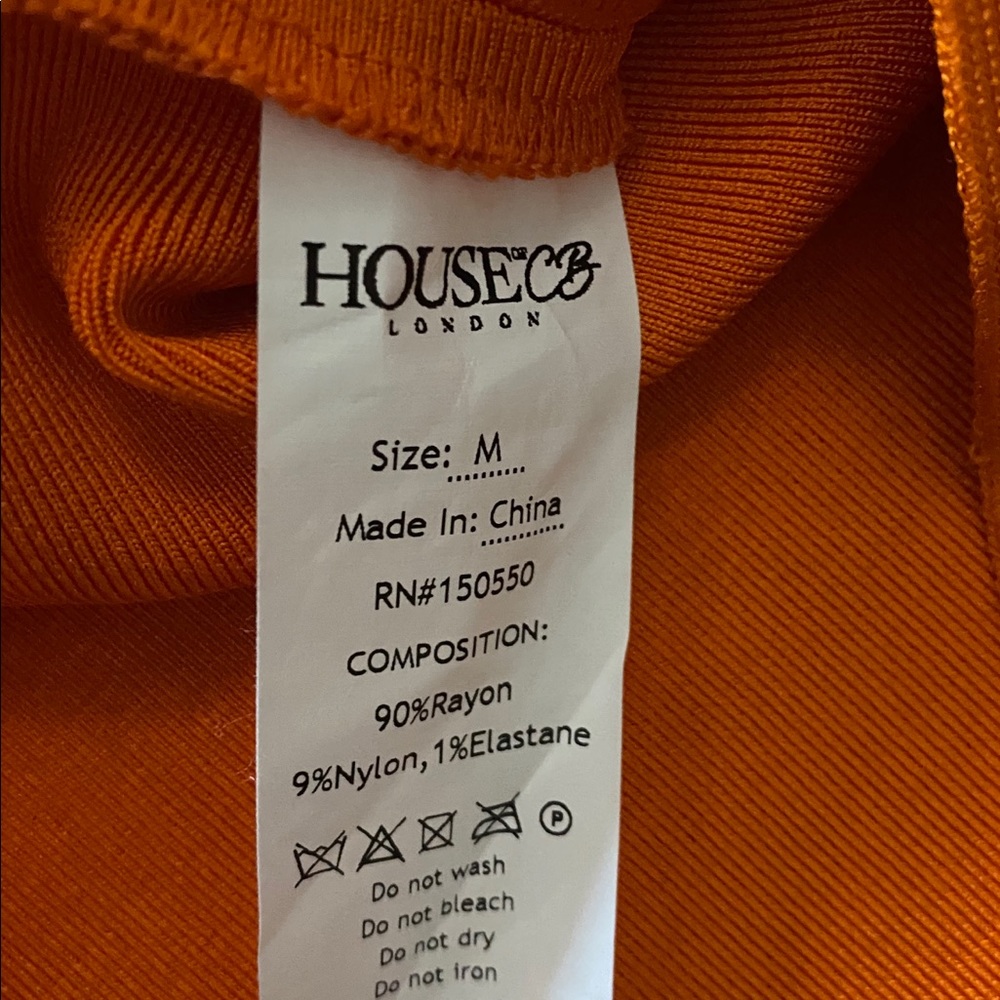 HOUSE OF CB
LONDON
Size: M
Made In: China
RN#150550
COMPOSITION:
90%Rayon
9%Nylon,1%Elastane
P
Do not wash
Do not bleach
Do not dry
Do not iron